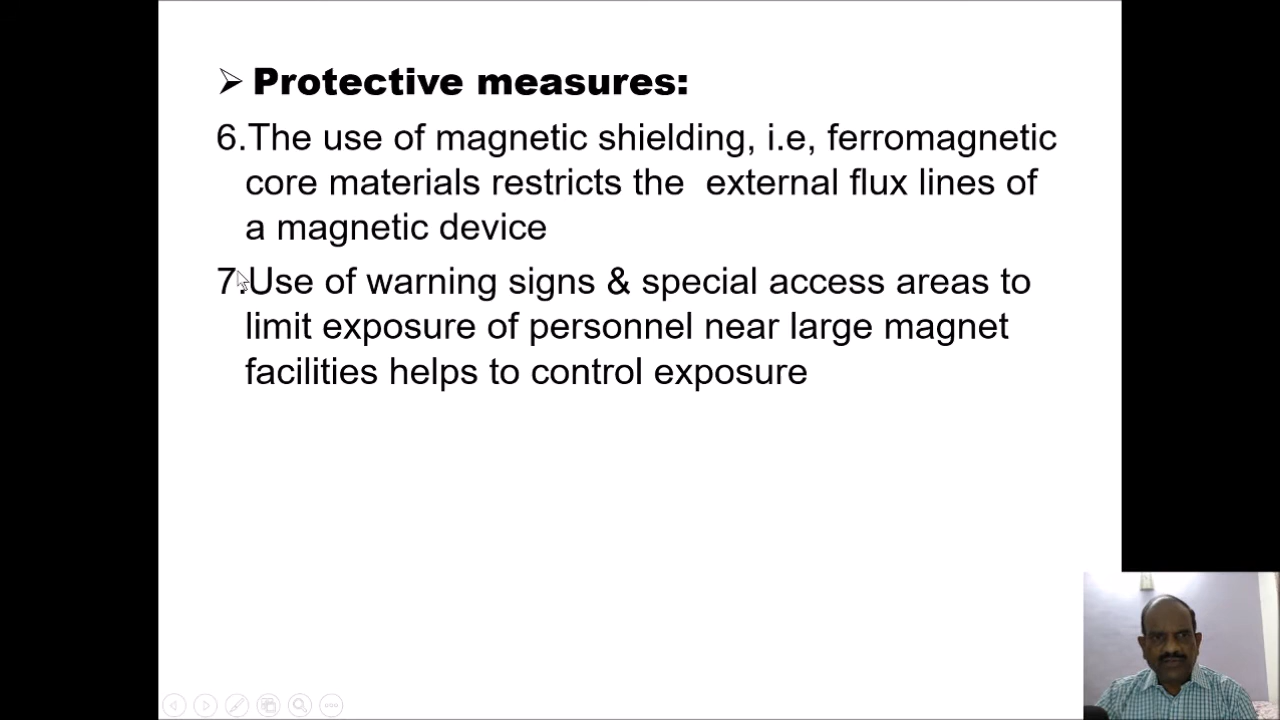 Protective measures:
6.The use of magnetic shielding, i.e, ferromagnetic
core materials restricts the external flux lines of
a magnetic device
7.Use of warning signs & special access areas to
limit exposure of personnel near large magnet
facilities helps to control exposure